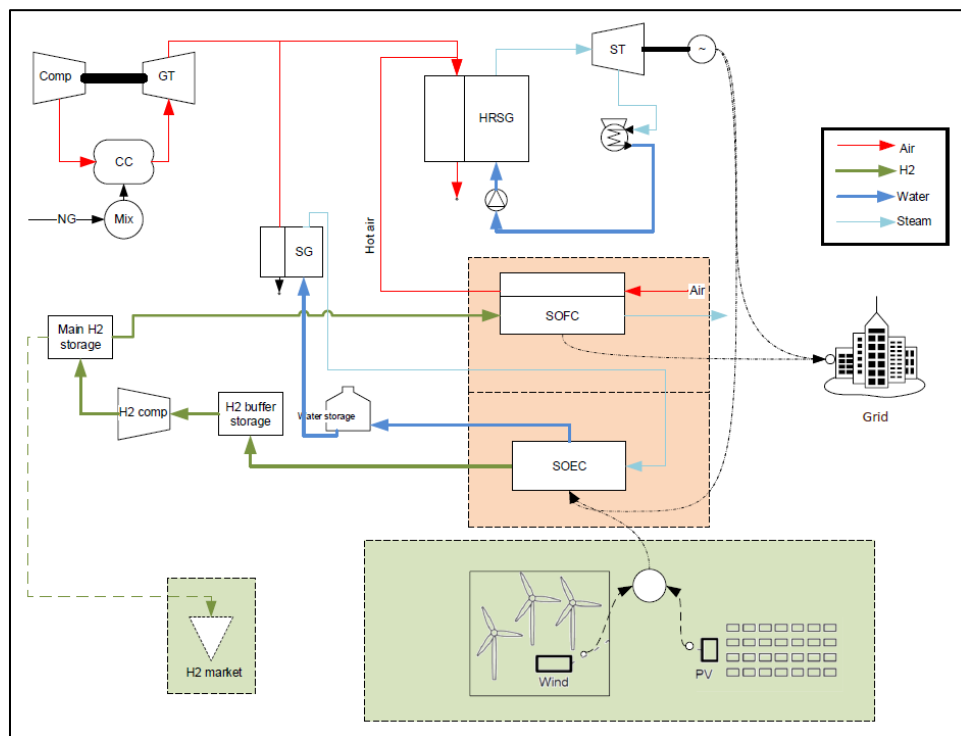 Comp
GT
ST
~
HRSG
CC
NG
Mix
Air
H2
Water
Steam
SG
Hot air
Air
SOFC
Main H2
storage
H2 comp
H2 buffer
storage
Water storage
SOEC
Grid
H2 market
Wind
PV